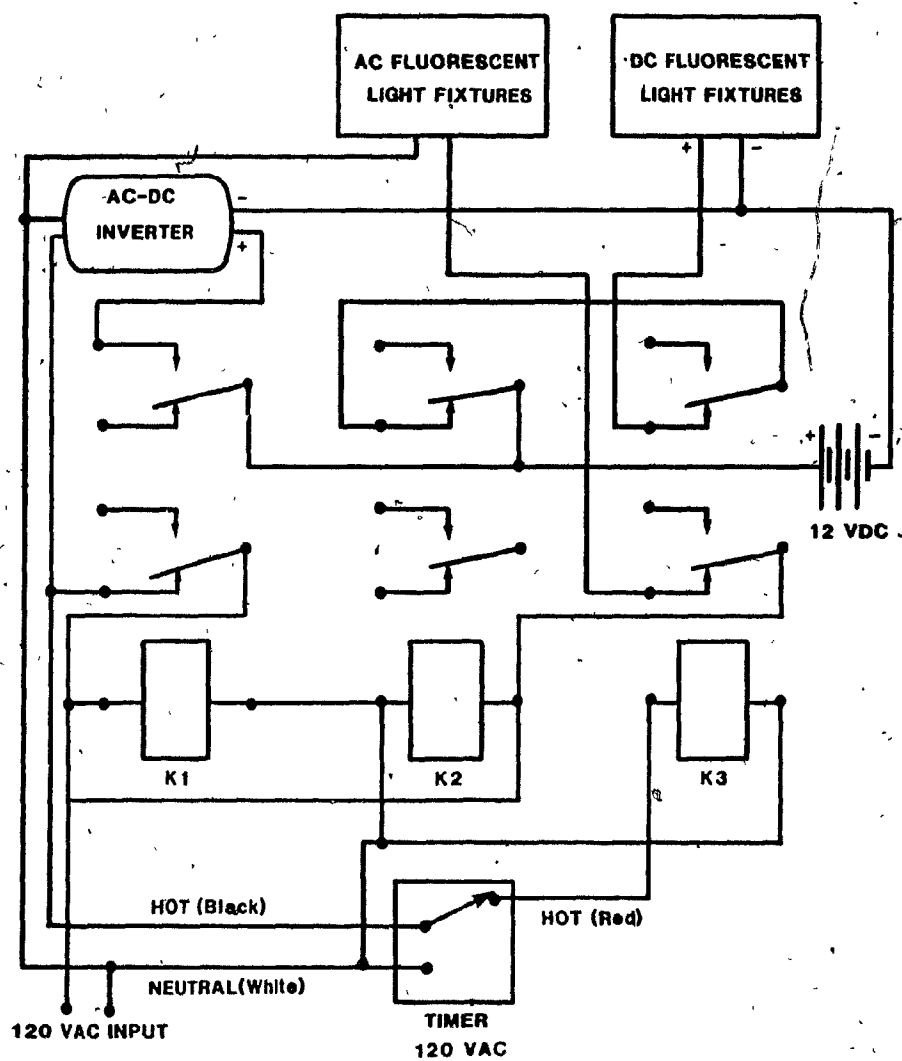 AC FLUORESCENT
LIGHT FIXTURES
DC FLUORESCENT
LIGHT FIXTURES
+
-
AC-DC
INVERTER
-
+
+
-
12 VDC
K1
K2
K3
HOT (Black)
HOT (Red)
NEUTRAL(White)
120 VAC INPUT
TIMER
120 VAC